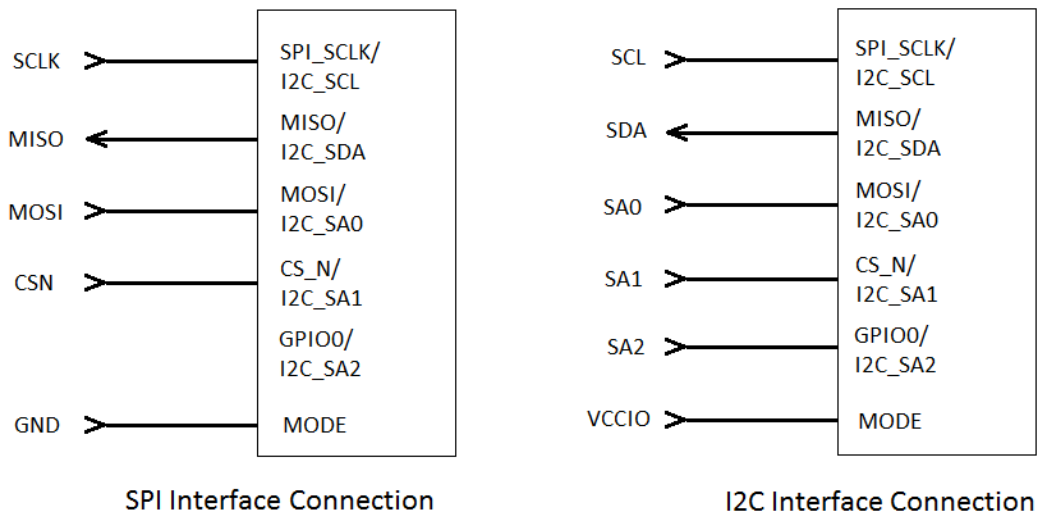 SCLK
SPI_SCLK/
I2C_SCL
MISO
MISO/
I2C_SDA
MOSI
MOSI/
I2C_SA0
CSN
CS_N/
I2C_SA1
GPIO0/
I2C_SA2
GND
MODE
SPI Interface Connection
SCL
SPI_SCLK/
I2C_SCL
SDA
MISO/
I2C_SDA
SA0
MOSI/
I2C_SA0
SA1
CS_N/
I2C_SA1
SA2
GPIO0/
I2C_SA2
VCCIO
MODE
I2C Interface Connection